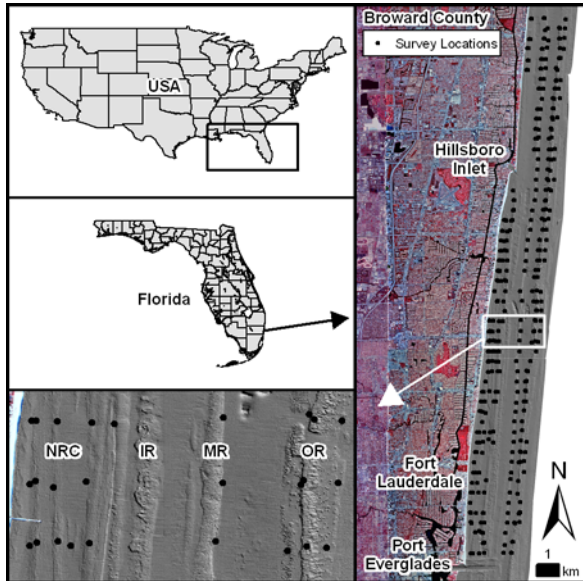 USA
Florida
NRC
IR
MR
OR
Broward County
Survey Locations
Hillsboro
Inlet
Fort
Lauderdale
Port
Everglades
N
1
km